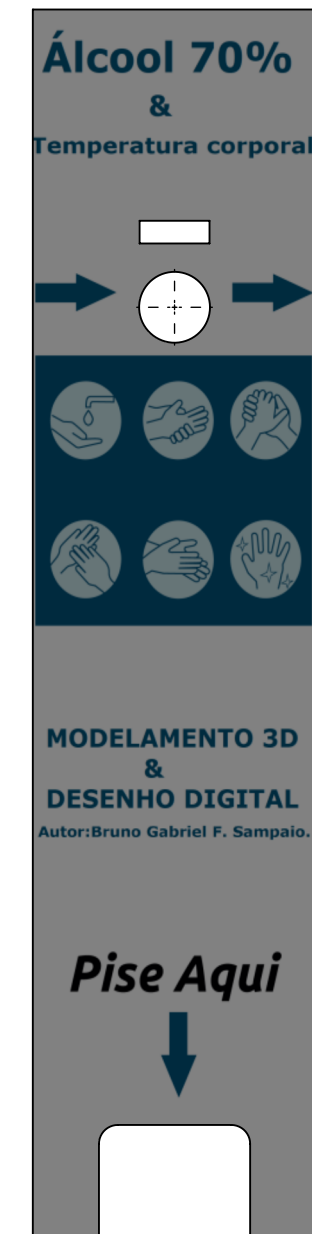 Álcool 70%
&
Temperatura corporal
MODELAMENTO 3D
&
DESENHO DIGITAL
Autor:Bruno Gabriel F. Sampaio.
Pise Aqui